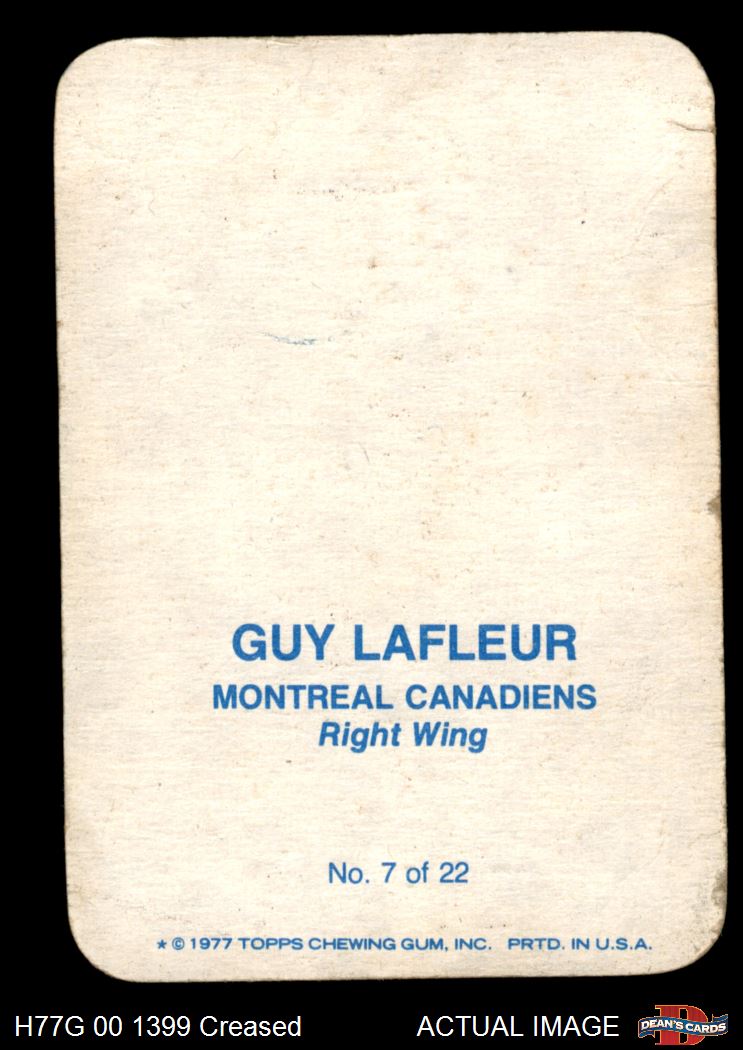 GUY LAFLEUR
MONTREAL CANADIENS
Right Wing
No. 7 of 22
* © 1977 TOPPS CHEWING GUM, INC. PRTD. IN U.S.A.
H77G 00 1399 Creased
ACTUAL IMAGE
D
DEAN'S CARDS